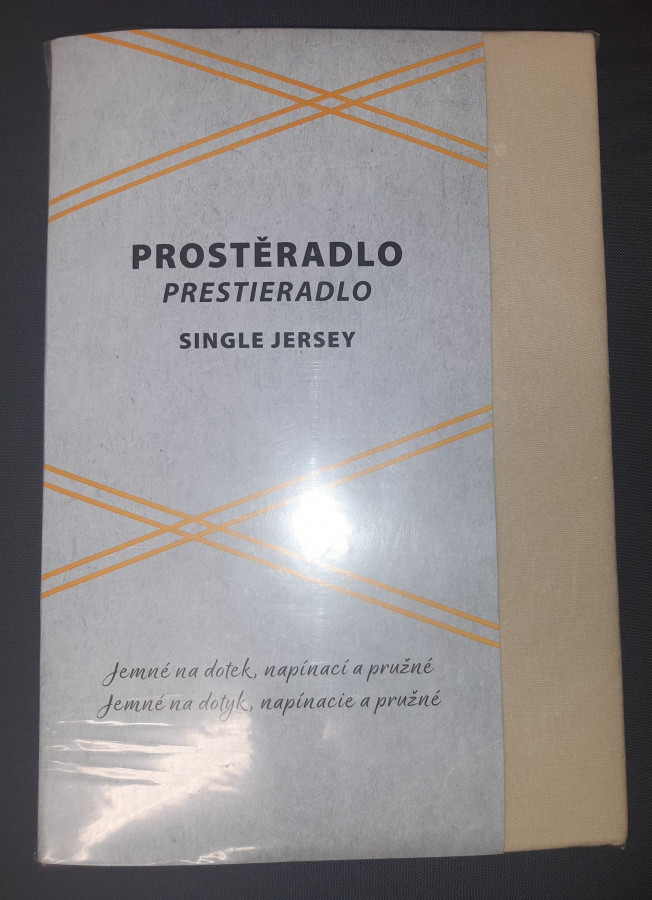 PROSTĚRADLO
PRESTIERADLO
SINGLE JERSEY
Jemné na dotek, napínací a pružné
Jemné na dotyk, napínacie a pružné